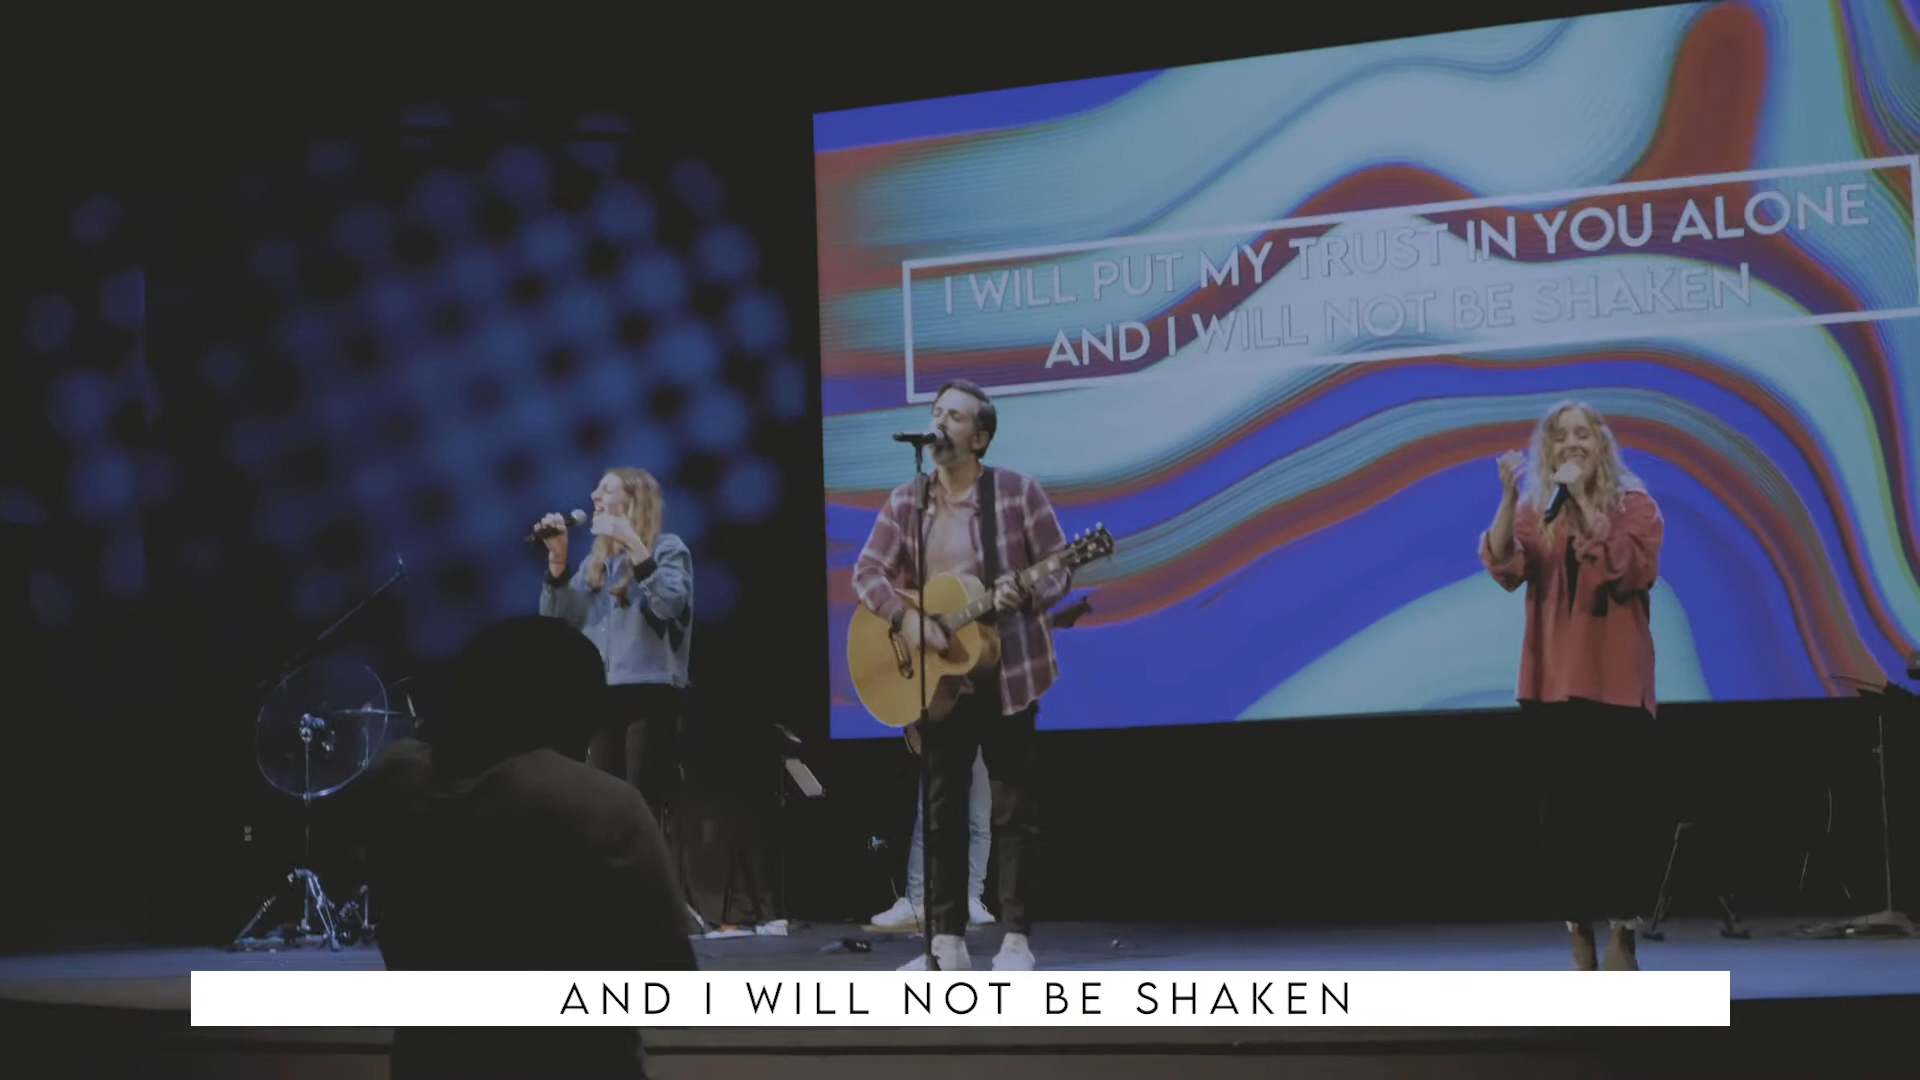 I WILL PUT MY TRUST IN YOU ALONE
AND I WILL NOT BE SHAKEN
AND I WILL NOT BE SHAKEN